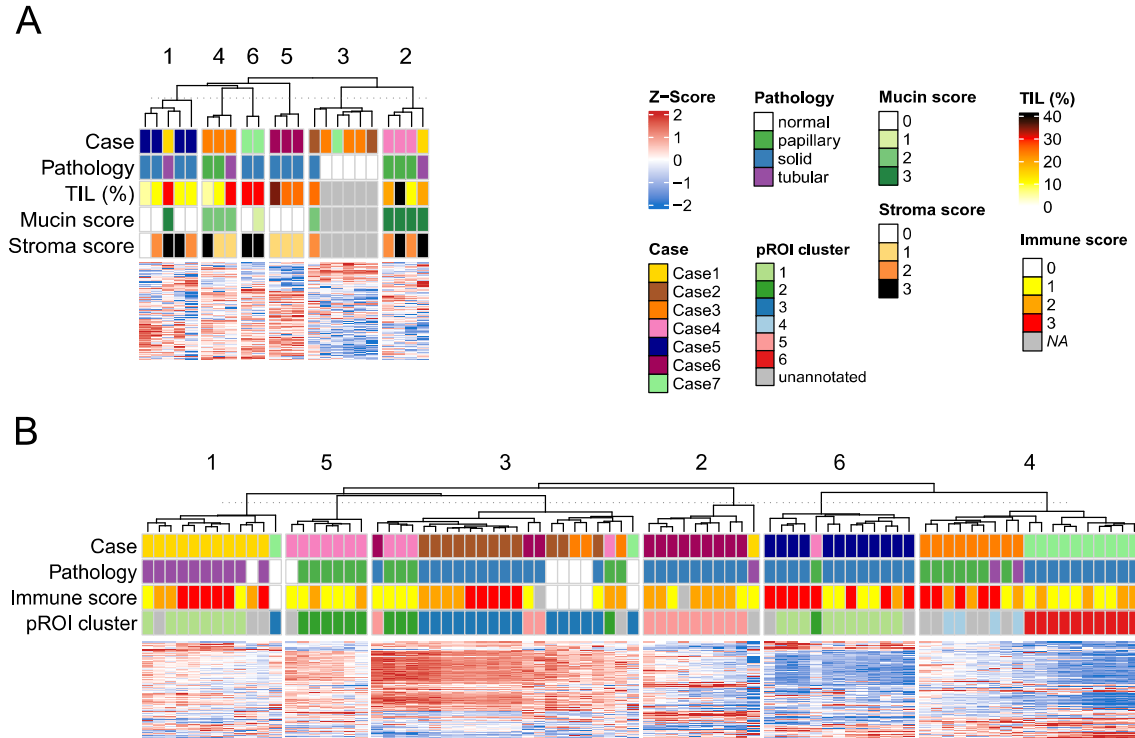 A
1 4 6 5 3 2
Case
Pathology
TIL (%)
Mucin score
Stroma score
Z−Score
2
1
0
−1
−2
Pathology
normal
papillary
solid
tubular
Mucin score
0
1
2
3
TIL (%)
40
30
20
10
0
Case
Case1
Case2
Case3
Case4
Case5
Case6
Case7
pROI cluster
1
2
3
4
5
6
unannotated
Stroma score
0
1
2
3
Immune score
0
1
2
3
NA
B
1 5 3 2 6 4
Case
Pathology
Immune score
pROI cluster